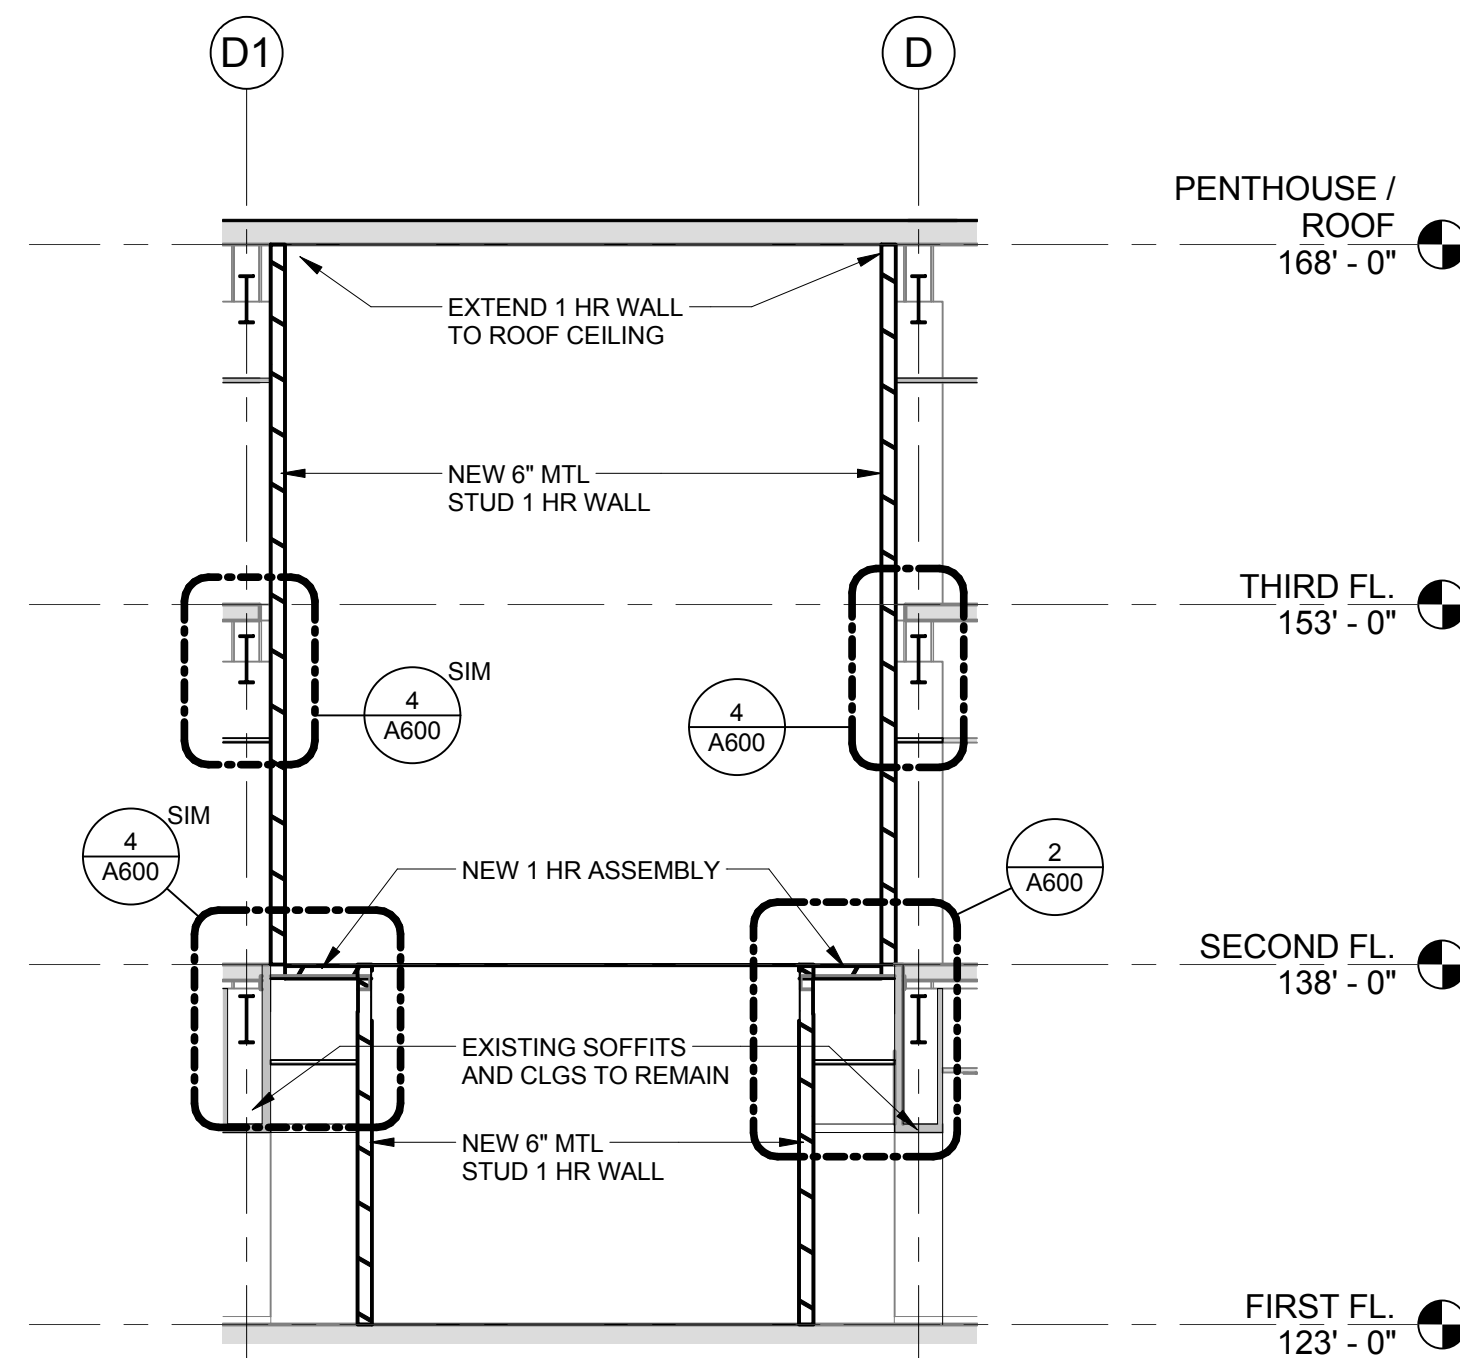 D1
D
PENTHOUSE /
ROOF
168' - 0"
EXTEND 1 HR WALL
TO ROOF CEILING
NEW 6" MTL
STUD 1 HR WALL
THIRD FL.
153' - 0"
SIM
4
A600
4
A600
SIM
4
A600
NEW 1 HR ASSEMBLY
2
A600
SECOND FL.
138' - 0"
EXISTING SOFFITS
AND CLGS TO REMAIN
NEW 6" MTL
STUD 1 HR WALL
FIRST FL.
123' - 0"